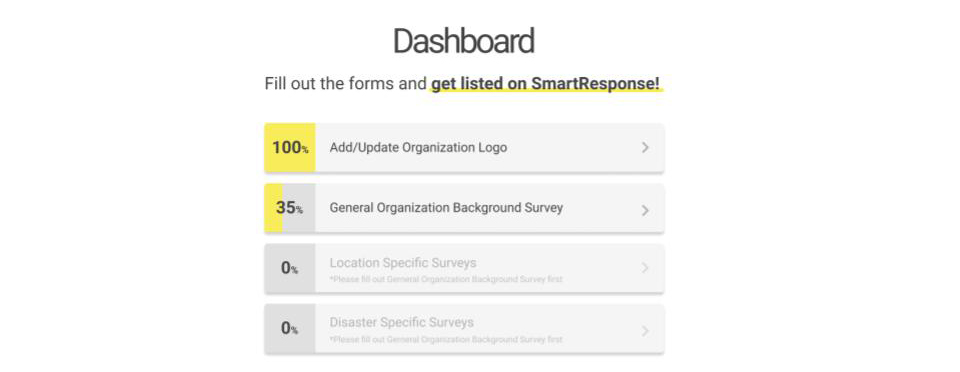 Dashboard
Fill out the forms and get listed on SmartResponse!
100% Add/Update Organization Logo
35% General Organization Background Survey
0% Location Specific Surveys
*Please fill out General Organization Background Survey first
0% Disaster Specific Surveys
*Please fill out General Organization Background Survey first